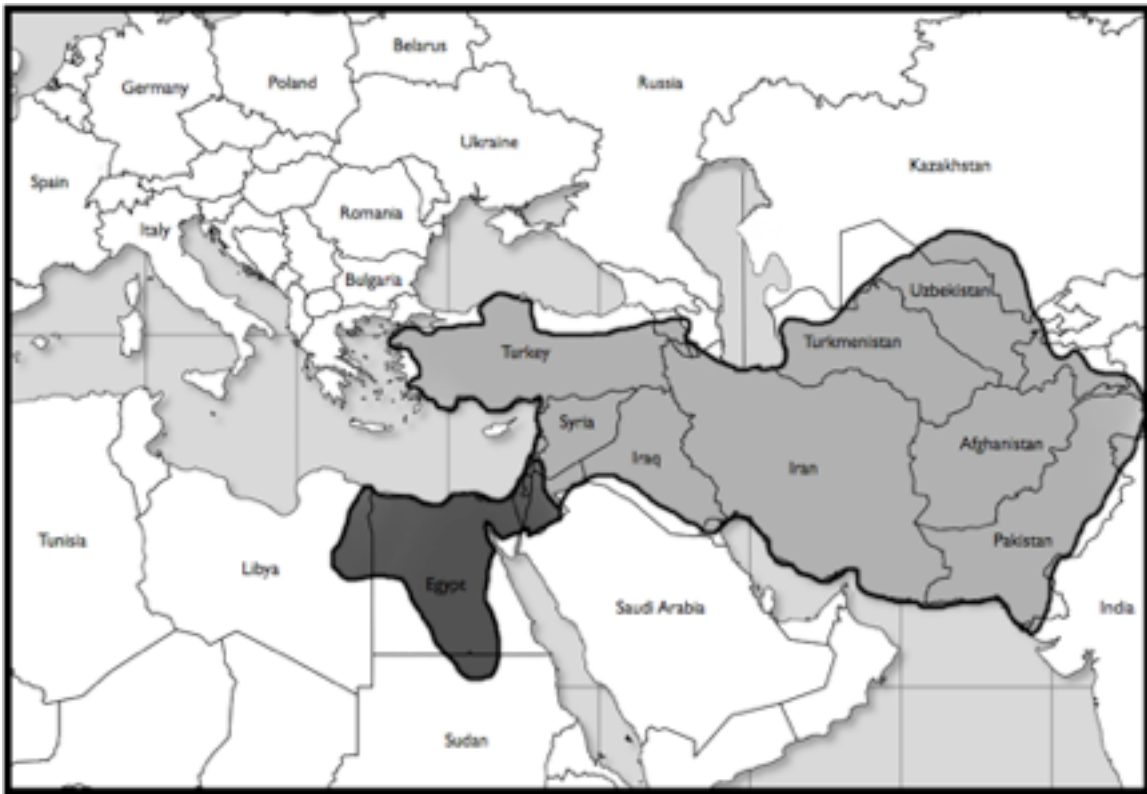 Belarus
Germany
Poland
Russia
Ukraine
Kazakhstan
Spain
Romania
Italy
Bulgaria
Uzbekistan
Turkmenistan
Turkey
Syria
Afghanistan
Iraq
Iran
Tunisia
Pakistan
Libya
Egypt
Saudi Arabia
India
Sudan